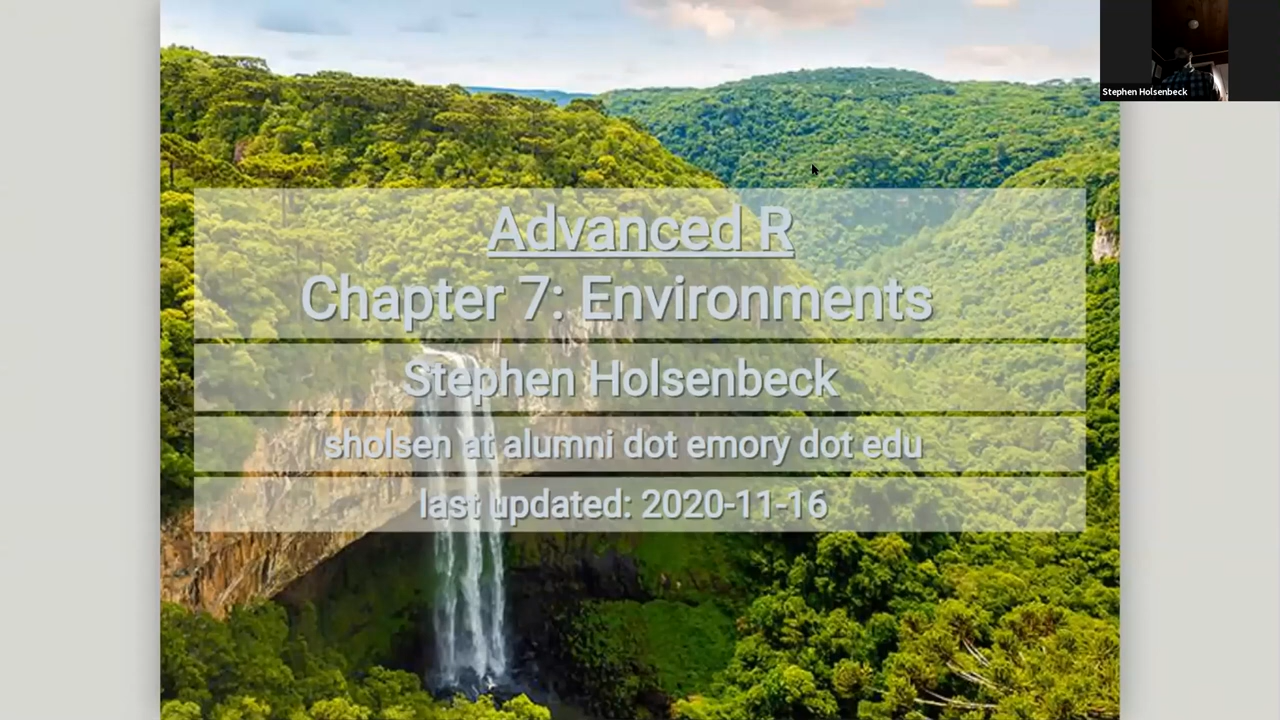 Advanced R
Chapter 7: Environments
Stephen Holsenbeck
sholsen at alumni dot emory dot edu
last updated: 2020-11-16
Stephen Holsenbeck